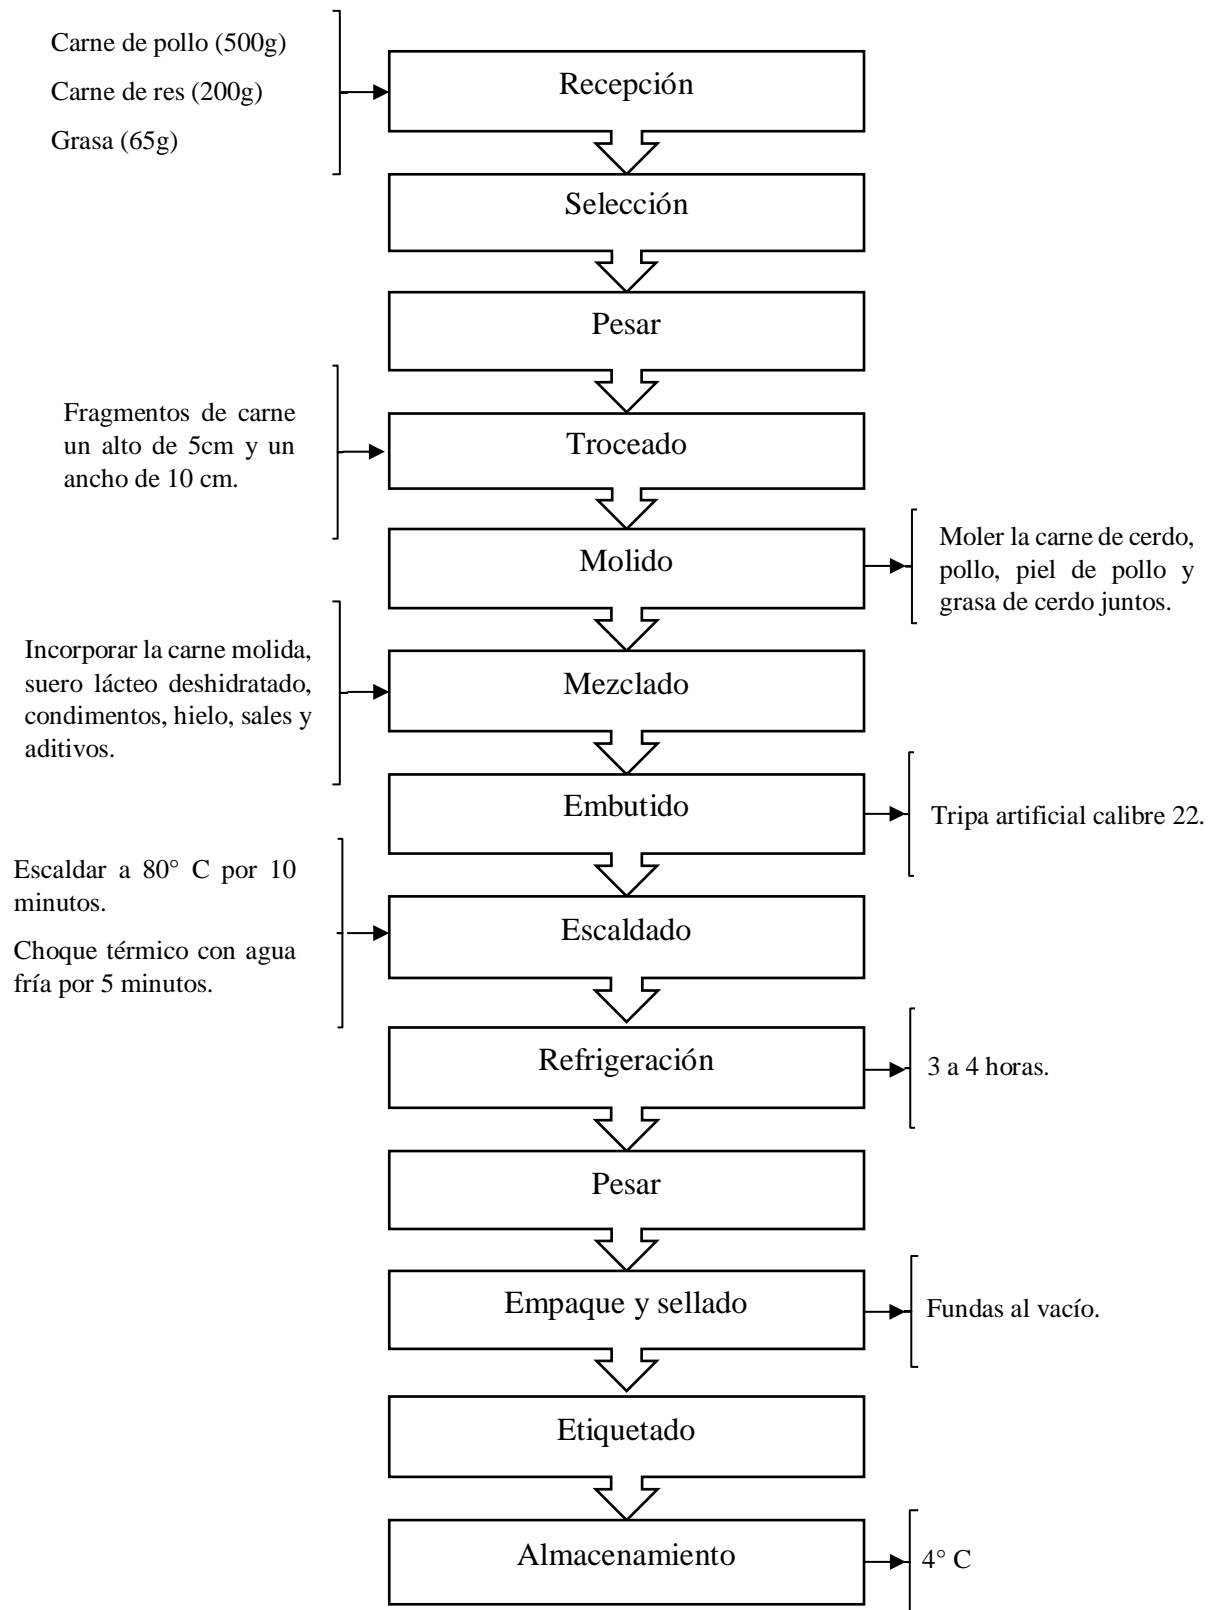 Carne de pollo (500g)
Carne de res (200g)
Grasa (65g)
Recepción
Selección
Pesar
Fragmentos de carne
un alto de 5cm y un
ancho de 10 cm.
Troceado
Molido
Moler la carne de cerdo,
pollo, piel de pollo y
grasa de cerdo juntos.
Incorporar la carne molida,
suero lácteo deshidratado,
condimentos, hielo, sales y
aditivos.
Mezclado
Embutido
Tripa artificial calibre 22.
Escaldar a 80° C por 10
minutos.
Choque térmico con agua
fría por 5 minutos.
Escaldado
Refrigeración
3 a 4 horas.
Pesar
Empaque y sellado
Fundas al vacío.
Etiquetado
Almacenamiento
4° C